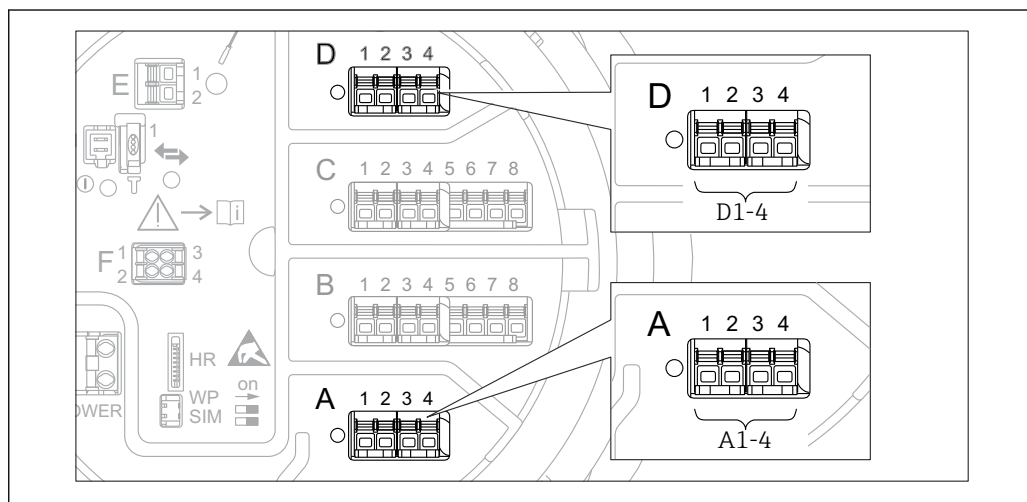 D 1 2 3 4
E 1
2
D 1 2 3 4
D1-4
1
C 1 2 3 4 5 6 7 8
i
F 1 3
2 4
B 1 2 3 4 5 6 7 8
A 1 2 3 4
A1-4
HR
WP on
SIM
OWER
A 1 2 3 4